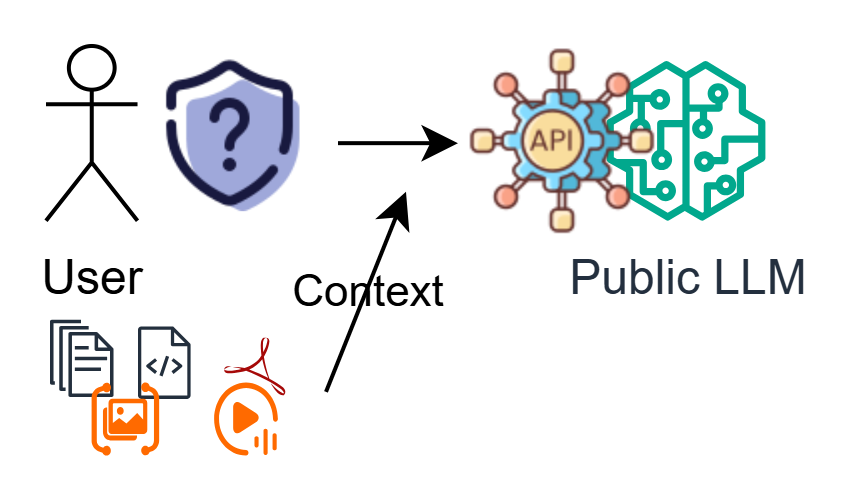 ?
API
User
Public LLM
Context
</>